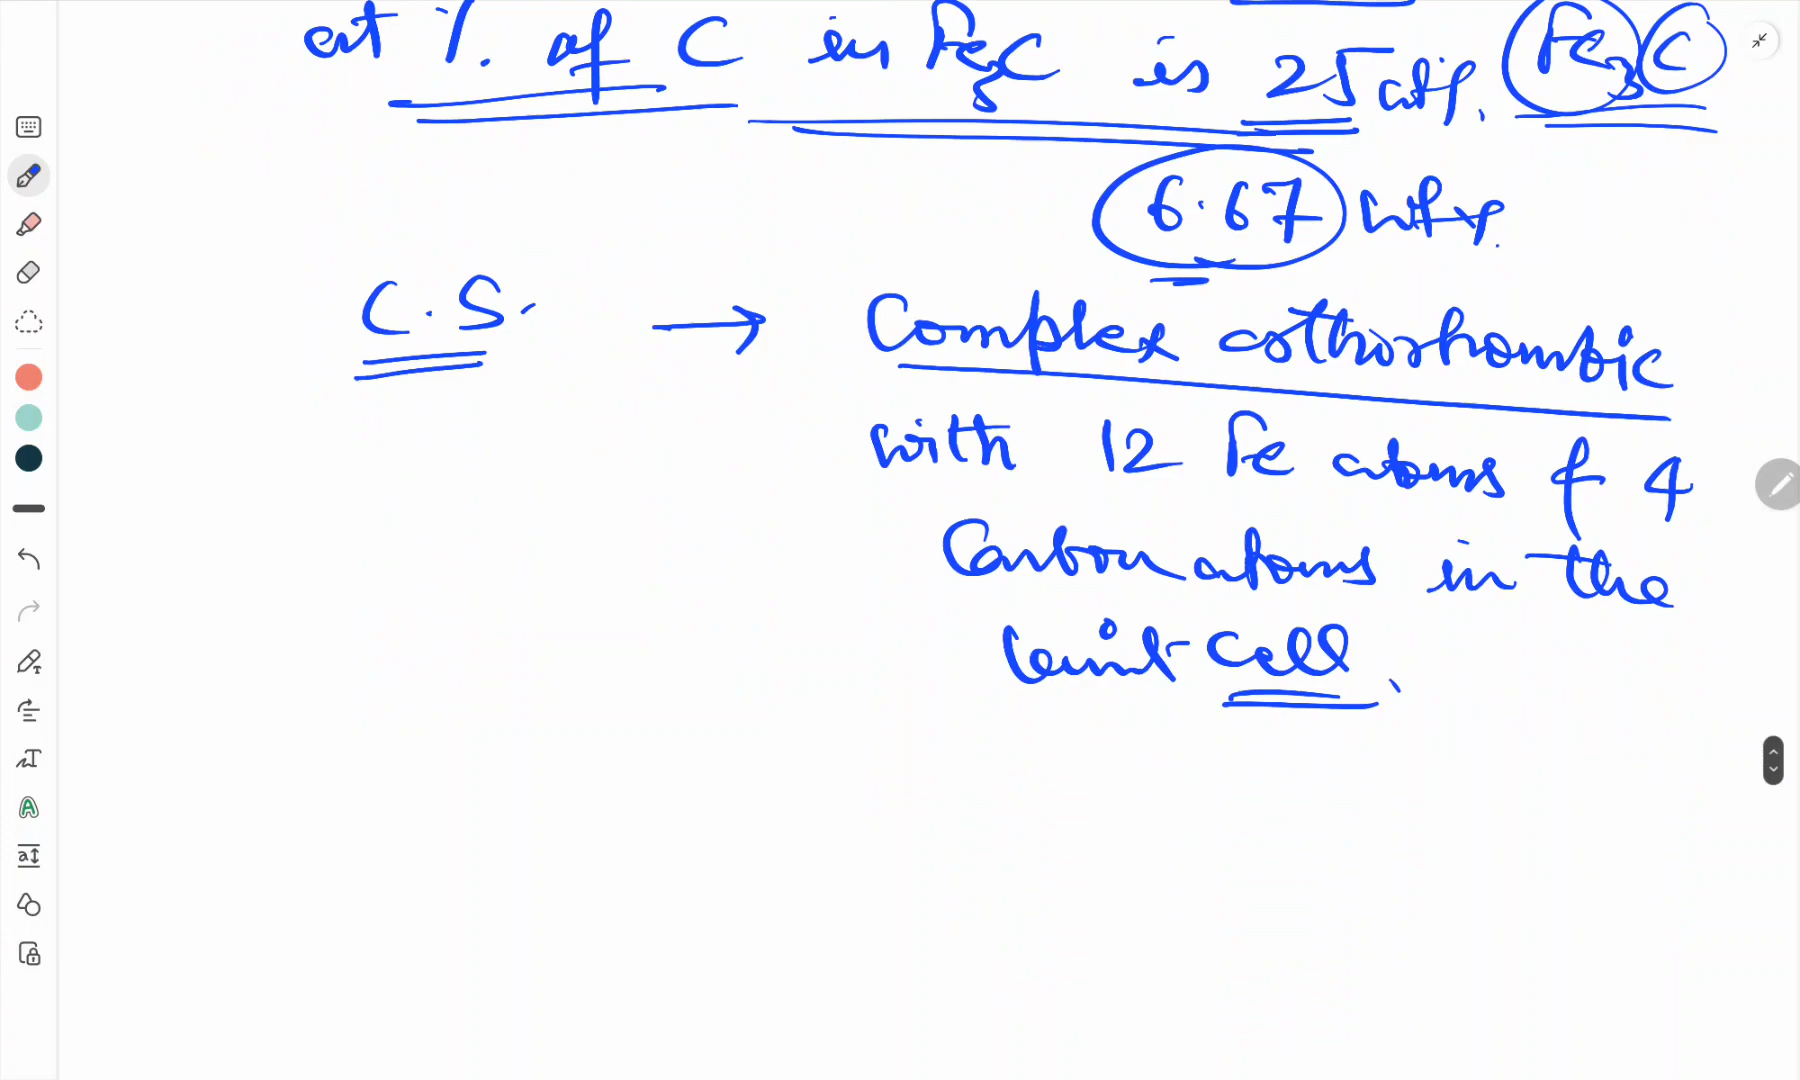 at %. of C in Fe3C is 25 at%. Fe3C
6.67 wt%.
C.S. → Complex orthorhombic
with 12 Fe atoms & 4
Carbon atoms in the
unit cell.